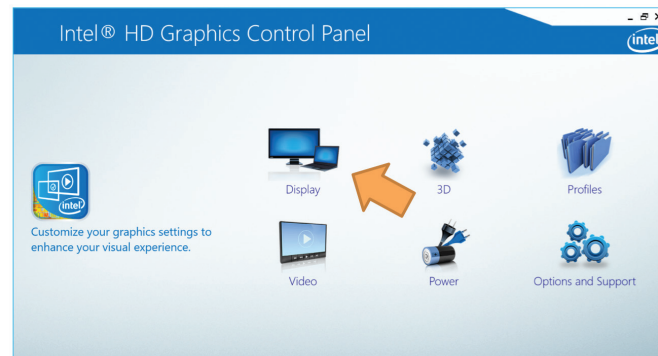 Intel® HD Graphics Control Panel
intel
Display
3D
Profiles
intel
Customize your graphics settings to
enhance your visual experience.
Video
Power
Options and Support